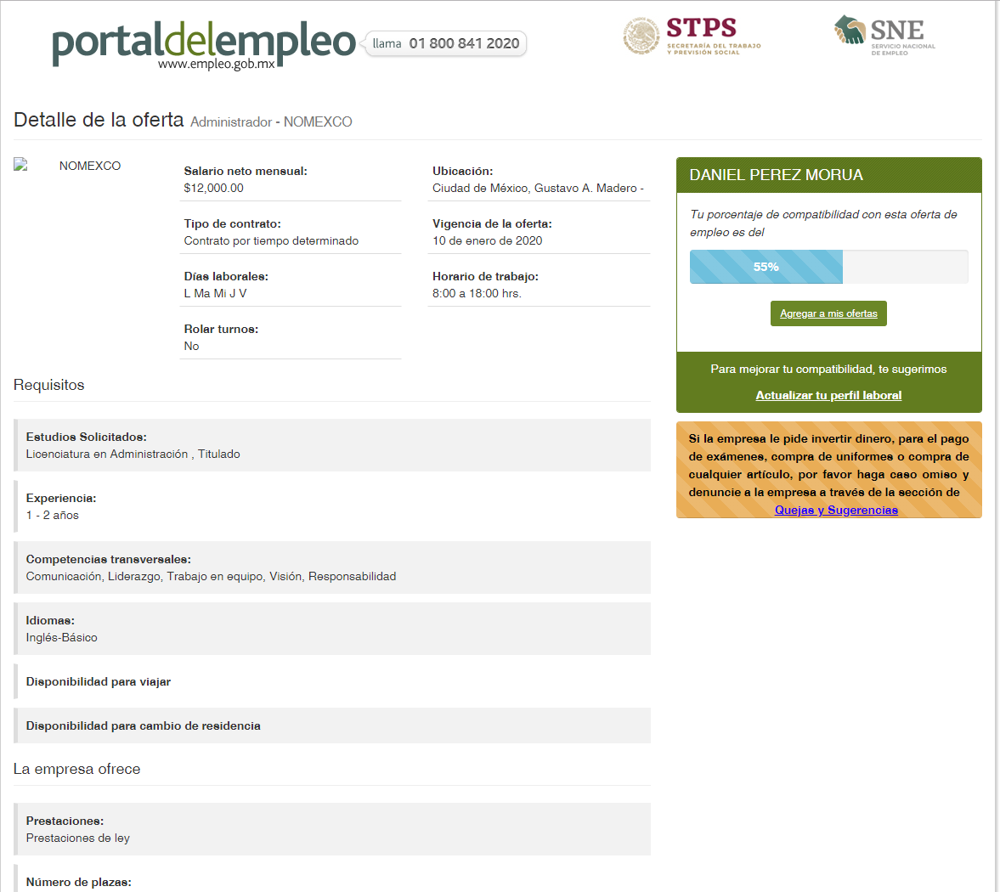 portaldelempleo
www.empleo.gob.mx
llama 01 800 841 2020
STPS
SECRETARÍA DEL TRABAJO
Y PREVISIÓN SOCIAL
SNE
SERVICIO NACIONAL
DE EMPLEO
Detalle de la oferta Administrador - NOMEXCO
NOMEXCO
Salario neto mensual:
$12,000.00
Ubicación:
Ciudad de México, Gustavo A. Madero -
Tipo de contrato:
Contrato por tiempo determinado
Vigencia de la oferta:
10 de enero de 2020
Días laborales:
L Ma Mi J V
Horario de trabajo:
8:00 a 18:00 hrs.
Rolar turnos:
No
Requisitos
Estudios Solicitados:
Licenciatura en Administración , Titulado
Experiencia:
1 - 2 años
Competencias transversales:
Comunicación, Liderazgo, Trabajo en equipo, Visión, Responsabilidad
Idiomas:
Inglés-Básico
Disponibilidad para viajar
Disponibilidad para cambio de residencia
La empresa ofrece
Prestaciones:
Prestaciones de ley
Número de plazas:
DANIEL PEREZ MORUA
Tu porcentaje de compatibilidad con esta oferta de
empleo es del
55%
Agregar a mis ofertas
Para mejorar tu compatibilidad, te sugerimos
Actualizar tu perfil laboral
Si la empresa le pide invertir dinero, para el pago
de exámenes, compra de uniformes o compra de
cualquier artículo, por favor haga caso omiso y
denuncie a la empresa a través de la sección de
Quejas y Sugerencias